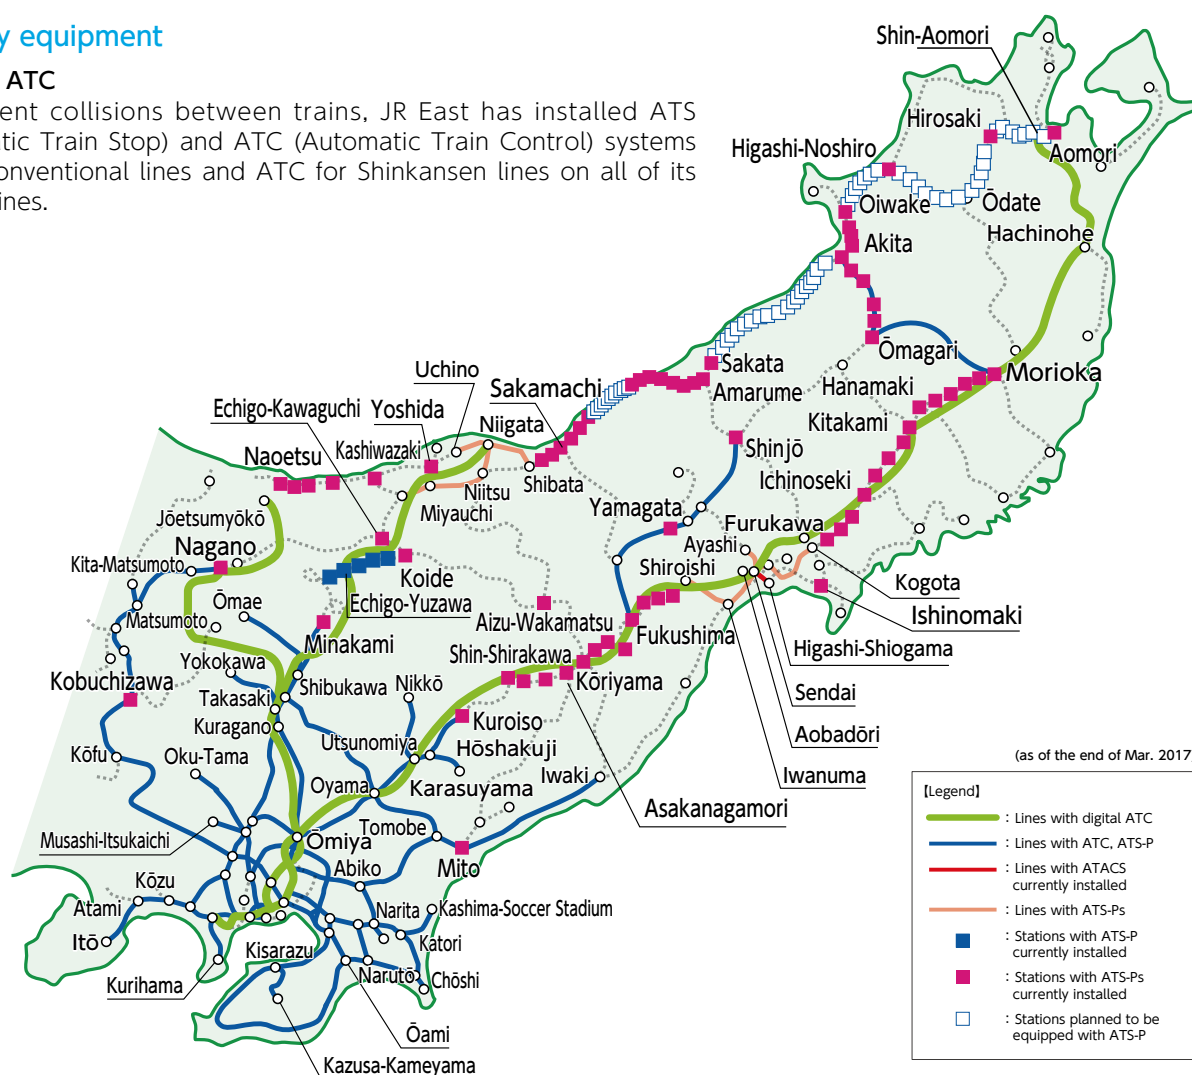 y equipment
ATC
ent collisions between trains, JR East has installed ATS
tic Train Stop) and ATC (Automatic Train Control) systems
onventional lines and ATC for Shinkansen lines on all of its
ines.
Shin-Aomori
Hirosaki
Higashi-Noshiro
Aomori
Oiwake
Ōdate
Akita
Hachinohe
Ōmagari
Morioka
Sakata
Amarume
Hanamaki
Kitakami
Uchino
Sakamachi
Echigo-Kawaguchi
Yoshida
Niigata
Naoetsu
Kashiwazaki
Shinjō
Ichinoseki
Niitsu
Shibata
Miyauchi
Jōetsumyōkō
Yamagata
Furukawa
Nagano
Ayashi
Kita-Matsumoto
Shiroishi
Koide
Kogota
Echigo-Yuzawa
Ōmae
Ishinomaki
Matsumoto
Aizu-Wakamatsu
Minakami
Fukushima
Higashi-Shiogama
Yokokawa
Shin-Shirakawa
Kobuchizawa
Shibukawa
Nikkō
Kōriyama
Takasaki
Sendai
Kuragano
Kuroiso
Aobadōri
Utsunomiya
Hōshakuji
Kōfu
Oku-Tama
Iwaki
Iwanuma
Oyama
Karasuyama
Asakanagamori
Musashi-Itsukaichi
Ōmiya
Tomobe
Mito
Abiko
Kōzu
Atami
Narita
Kashima-Soccer Stadium
Itō
Kisarazu
Katori
Kurihama
Narutō
Chōshi
Ōami
Kazusa-Kameyama
(as of the end of Mar. 2017)
【Legend】
: Lines with digital ATC
: Lines with ATC, ATS-P
: Lines with ATACS
currently installed
: Lines with ATS-Ps
: Stations with ATS-P
currently installed
: Stations with ATS-Ps
currently installed
: Stations planned to be
equipped with ATS-P